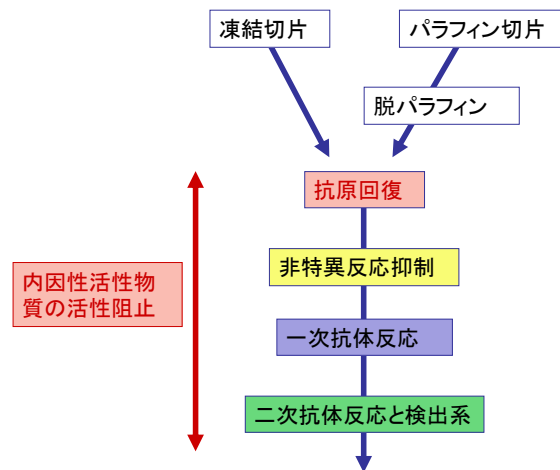 凍結切片
パラフィン切片
脱パラフィン
抗原回復
非特異反応抑制
内因性活性物
質の活性阻止
一次抗体反応
二次抗体反応と検出系